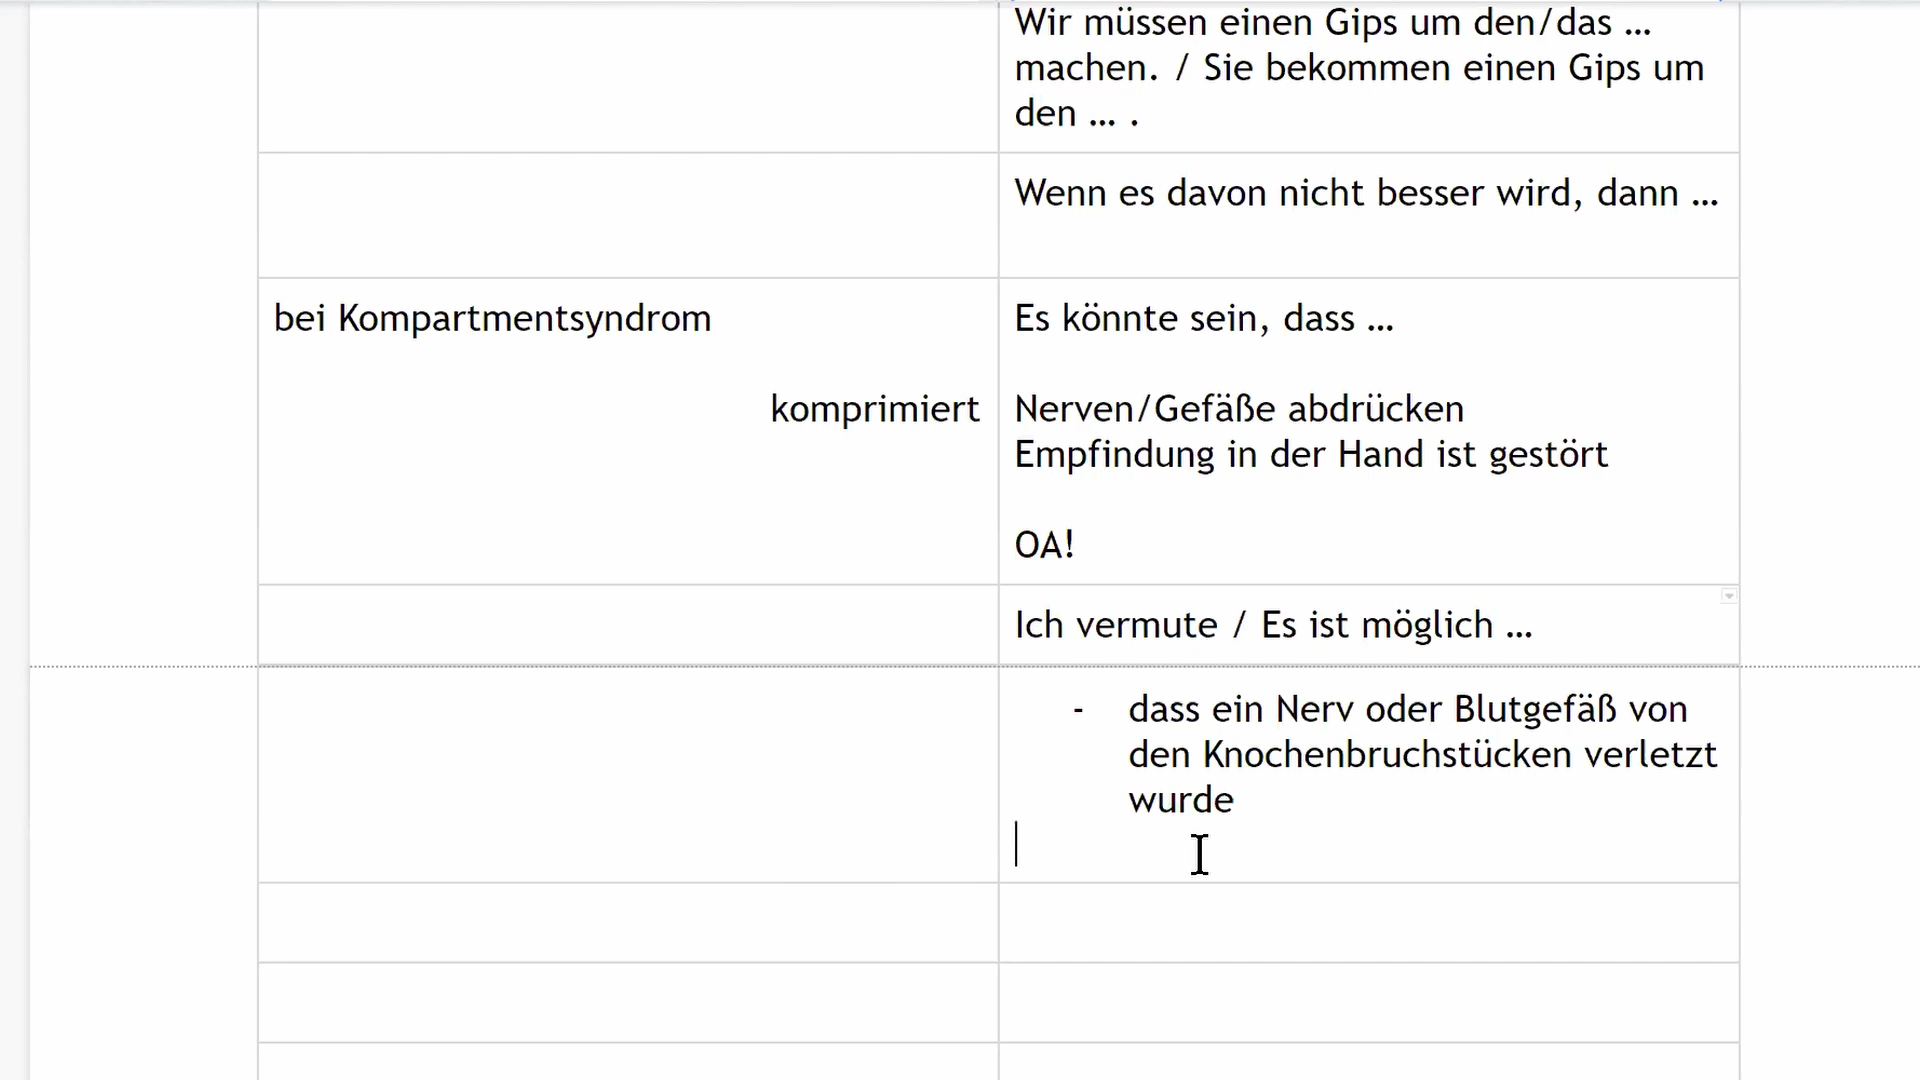 Wir müssen einen Gips um den/das …
machen. / Sie bekommen einen Gips um
den … .
Wenn es davon nicht besser wird, dann …
bei Kompartmentsyndrom
Es könnte sein, dass …
komprimiert
Nerven/Gefäße abdrücken
Empfindung in der Hand ist gestört
OA!
Ich vermute / Es ist möglich …
- dass ein Nerv oder Blutgefäß von
den Knochenbruchstücken verletzt
wurde